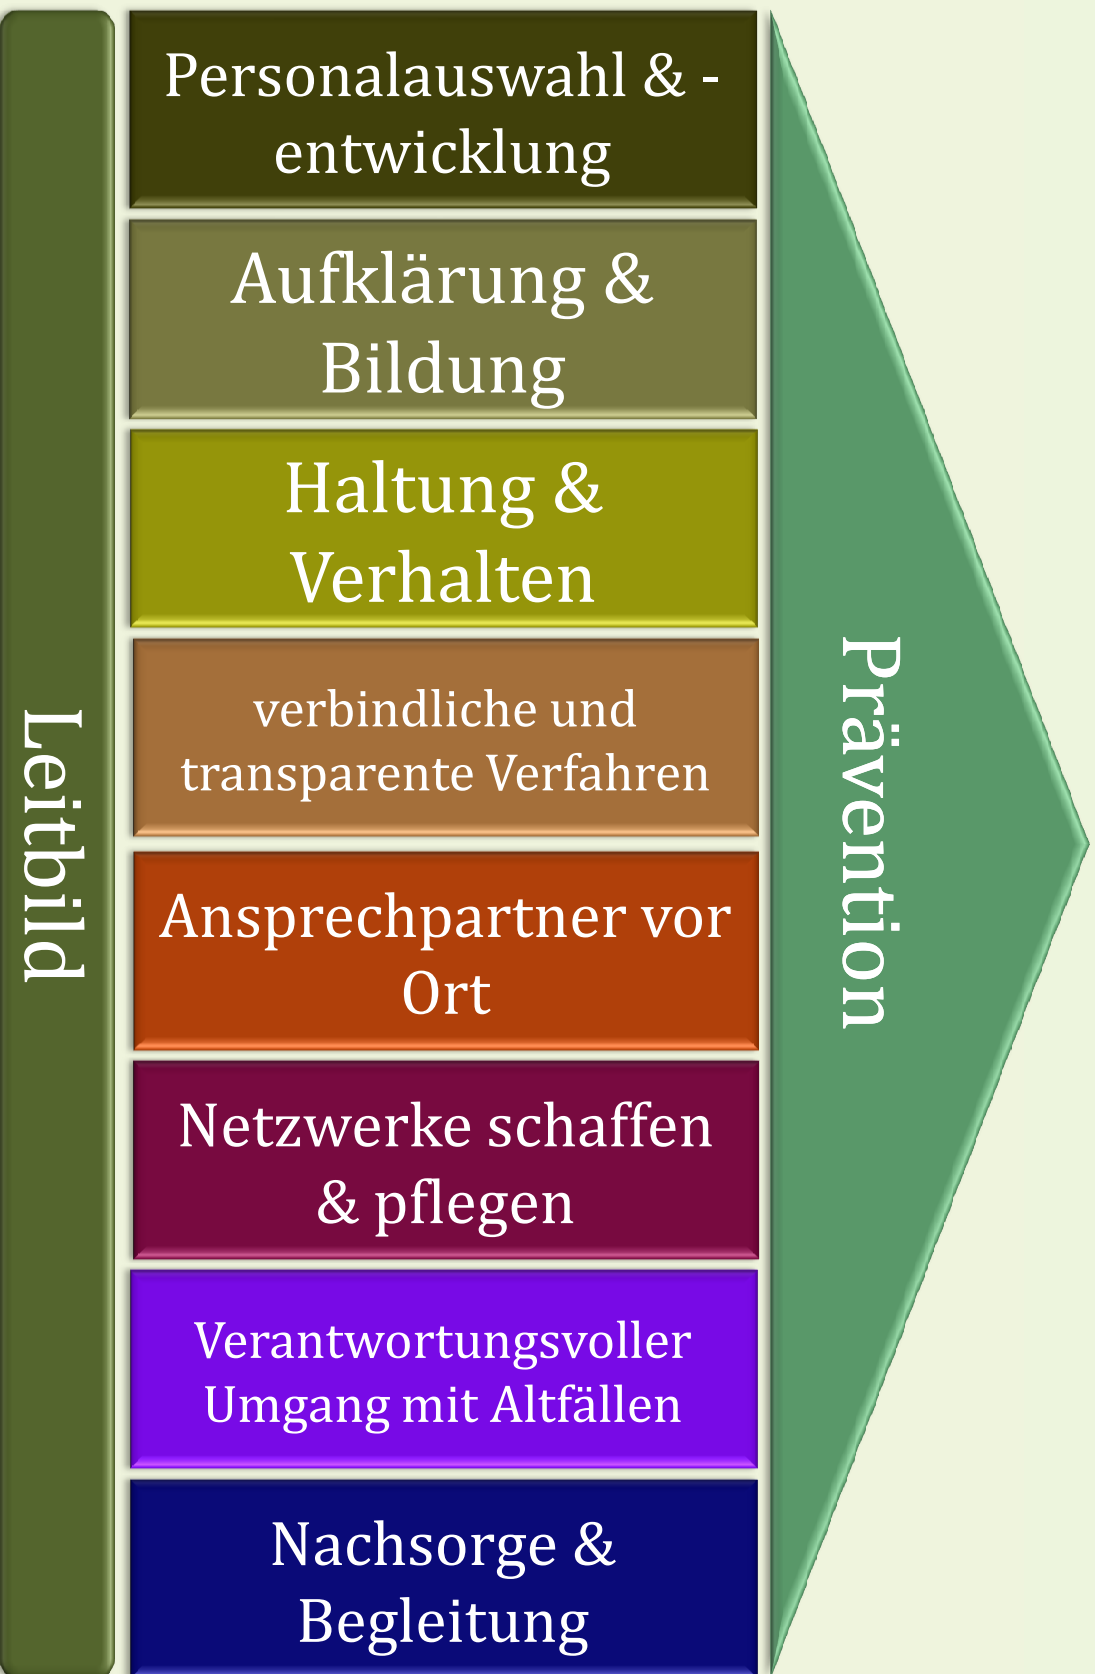 Leitbild
Personalauswahl & -
entwicklung
Aufklärung &
Bildung
Haltung &
Verhalten
verbindliche und
transparente Verfahren
Ansprechpartner vor
Ort
Netzwerke schaffen
& pflegen
Verantwortungsvoller
Umgang mit Altfällen
Nachsorge &
Begleitung
Prävention